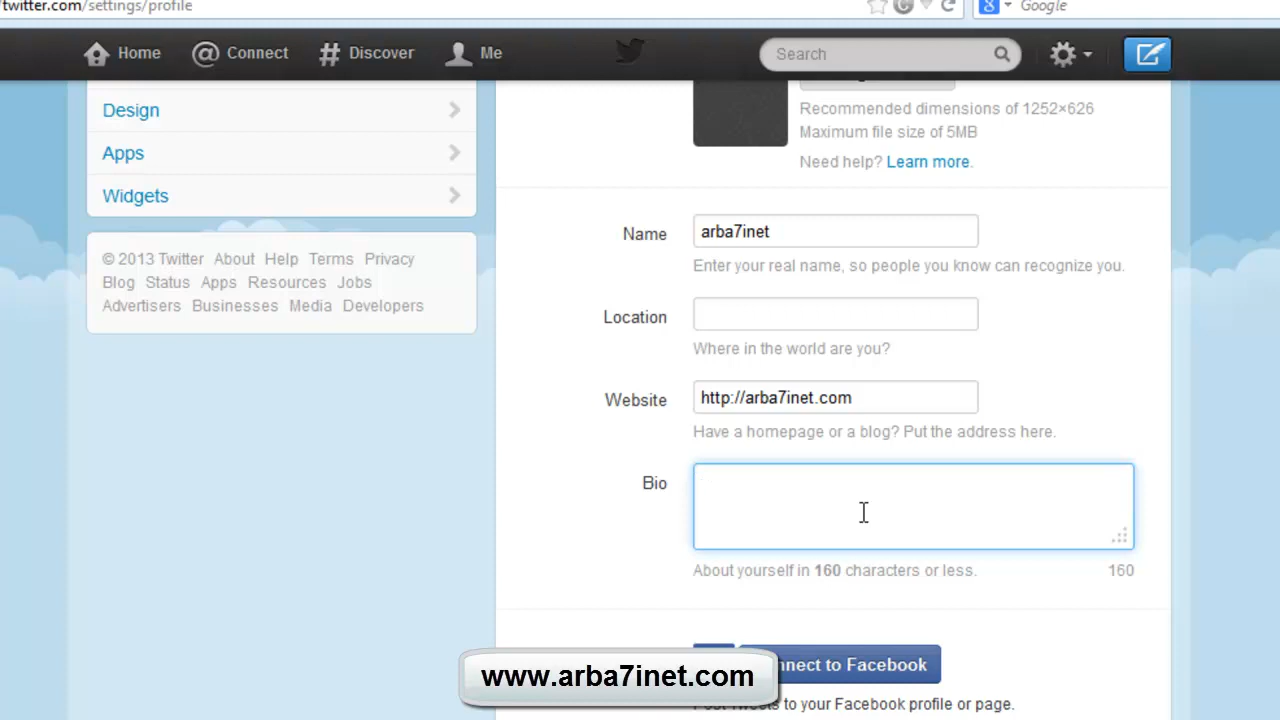 twitter.com/settings/profile
Google
Home
Connect
Discover
Me
Search
Design
Apps
Widgets
© 2013 Twitter About Help Terms Privacy
Blog Status Apps Resources Jobs
Advertisers Businesses Media Developers
Recommended dimensions of 1252×626
Maximum file size of 5MB
Need help? Learn more.
Name
arba7inet
Enter your real name, so people you know can recognize you.
Location
Where in the world are you?
Website
http://arba7inet.com
Have a homepage or a blog? Put the address here.
Bio
About yourself in 160 characters or less.
160
to Facebook
www.arba7inet.com
to your Facebook profile or page.